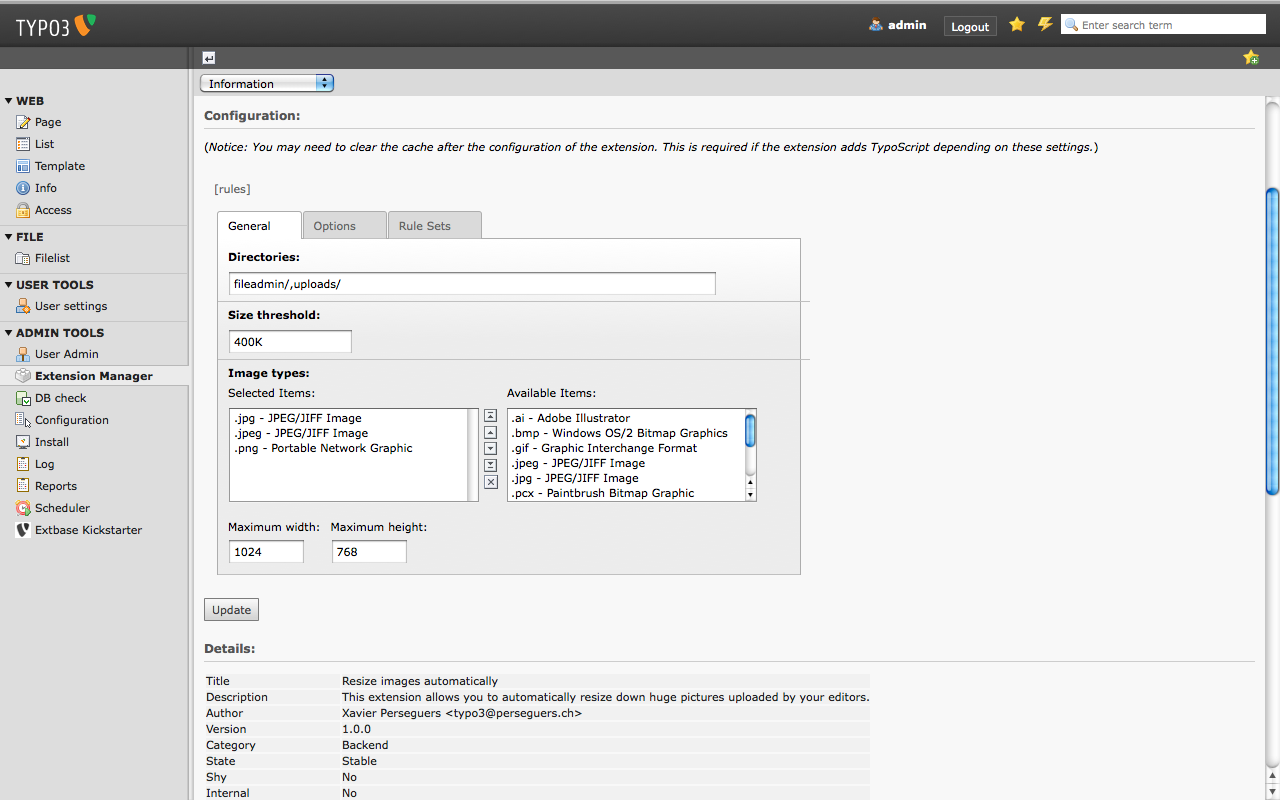 TYPO3
admin
Logout
Enter search term
Information
WEB
Page
List
Template
Info
Access
FILE
Filelist
USER TOOLS
User settings
ADMIN TOOLS
User Admin
Extension Manager
DB check
Configuration
Install
Log
Reports
Scheduler
Extbase Kickstarter
Configuration:
(Notice: You may need to clear the cache after the configuration of the extension. This is required if the extension adds TypoScript depending on these settings.)
[rules]
General Options Rule Sets
Directories:
fileadmin/,uploads/
Size threshold:
400K
Image types:
Selected Items:
.jpg - JPEG/JIFF Image
.jpeg - JPEG/JIFF Image
.png - Portable Network Graphic
Available Items:
.ai - Adobe Illustrator
.bmp - Windows OS/2 Bitmap Graphics
.gif - Graphic Interchange Format
.jpeg - JPEG/JIFF Image
.jpg - JPEG/JIFF Image
.pcx - Paintbrush Bitmap Graphic
Maximum width: Maximum height:
1024 768
Update
Details:
Title Resize images automatically
Description This extension allows you to automatically resize down huge pictures uploaded by your editors.
Author Xavier Perseguers <typo3@perseguers.ch>
Version 1.0.0
Category Backend
State Stable
Shy No
Internal No